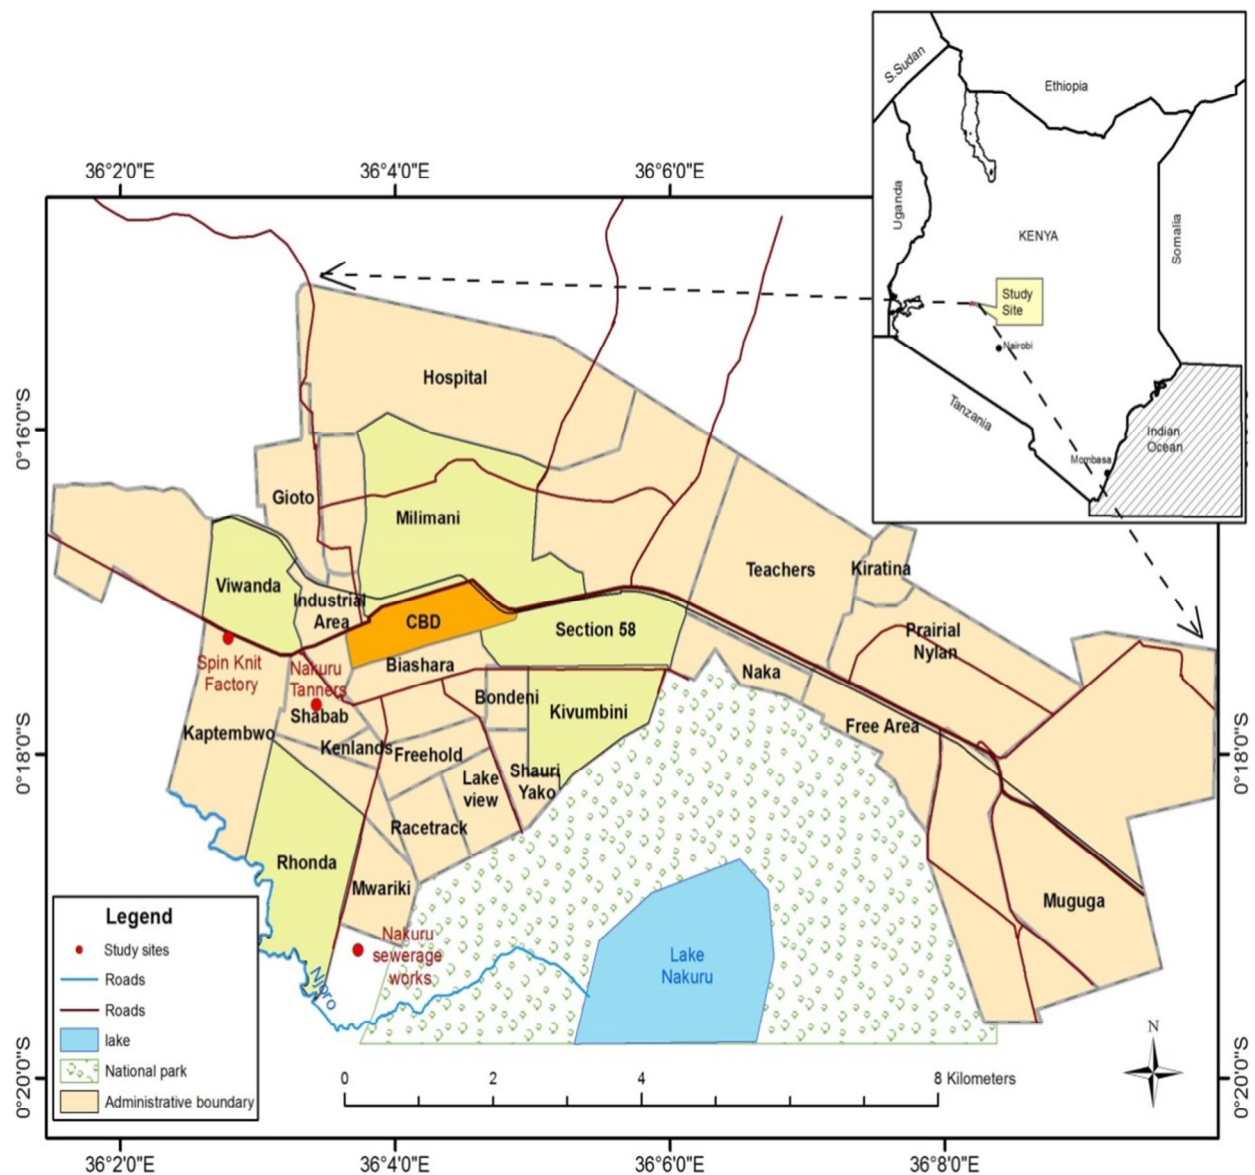 S.Sudan
Ethiopia
Uganda
KENYA
Somalia
Study
Site
Nairobi
Tanzania
Indian
Ocean
Mombasa
36°2'0"E
36°4'0"E
36°6'0"E
0°16'0"S
0°18'0"S
0°20'0"S
Hospital
Gioto
Milimani
Teachers
Kiratina
Viwanda
Industrial
Area
CBD
Section 58
Prairial
Nylan
Biashara
Naka
Spin Knit
Factory
Nakuru
Tanners
Shabab
Bondeni
Kivumbini
Free Area
Kaptembwo
Kenlands
Freehold
Lake
view
Shauri
Yako
Racetrack
Rhonda
Mwariki
Muguga
Nakuru
sewerage
works
Lake
Nakuru
Njoro
Legend
Study sites
Roads
Roads
lake
National park
Administrative boundary
0 2 4 8 Kilometers
N
0°18'0"S
0°20'0"S
36°2'0"E
36°4'0"E
36°6'0"E
36°8'0"E